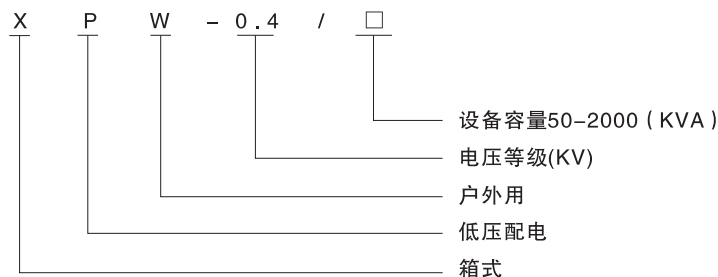 X P W - 0.4 / □
设备容量50-2000（KVA）
电压等级(KV)
户外用
低压配电
箱式